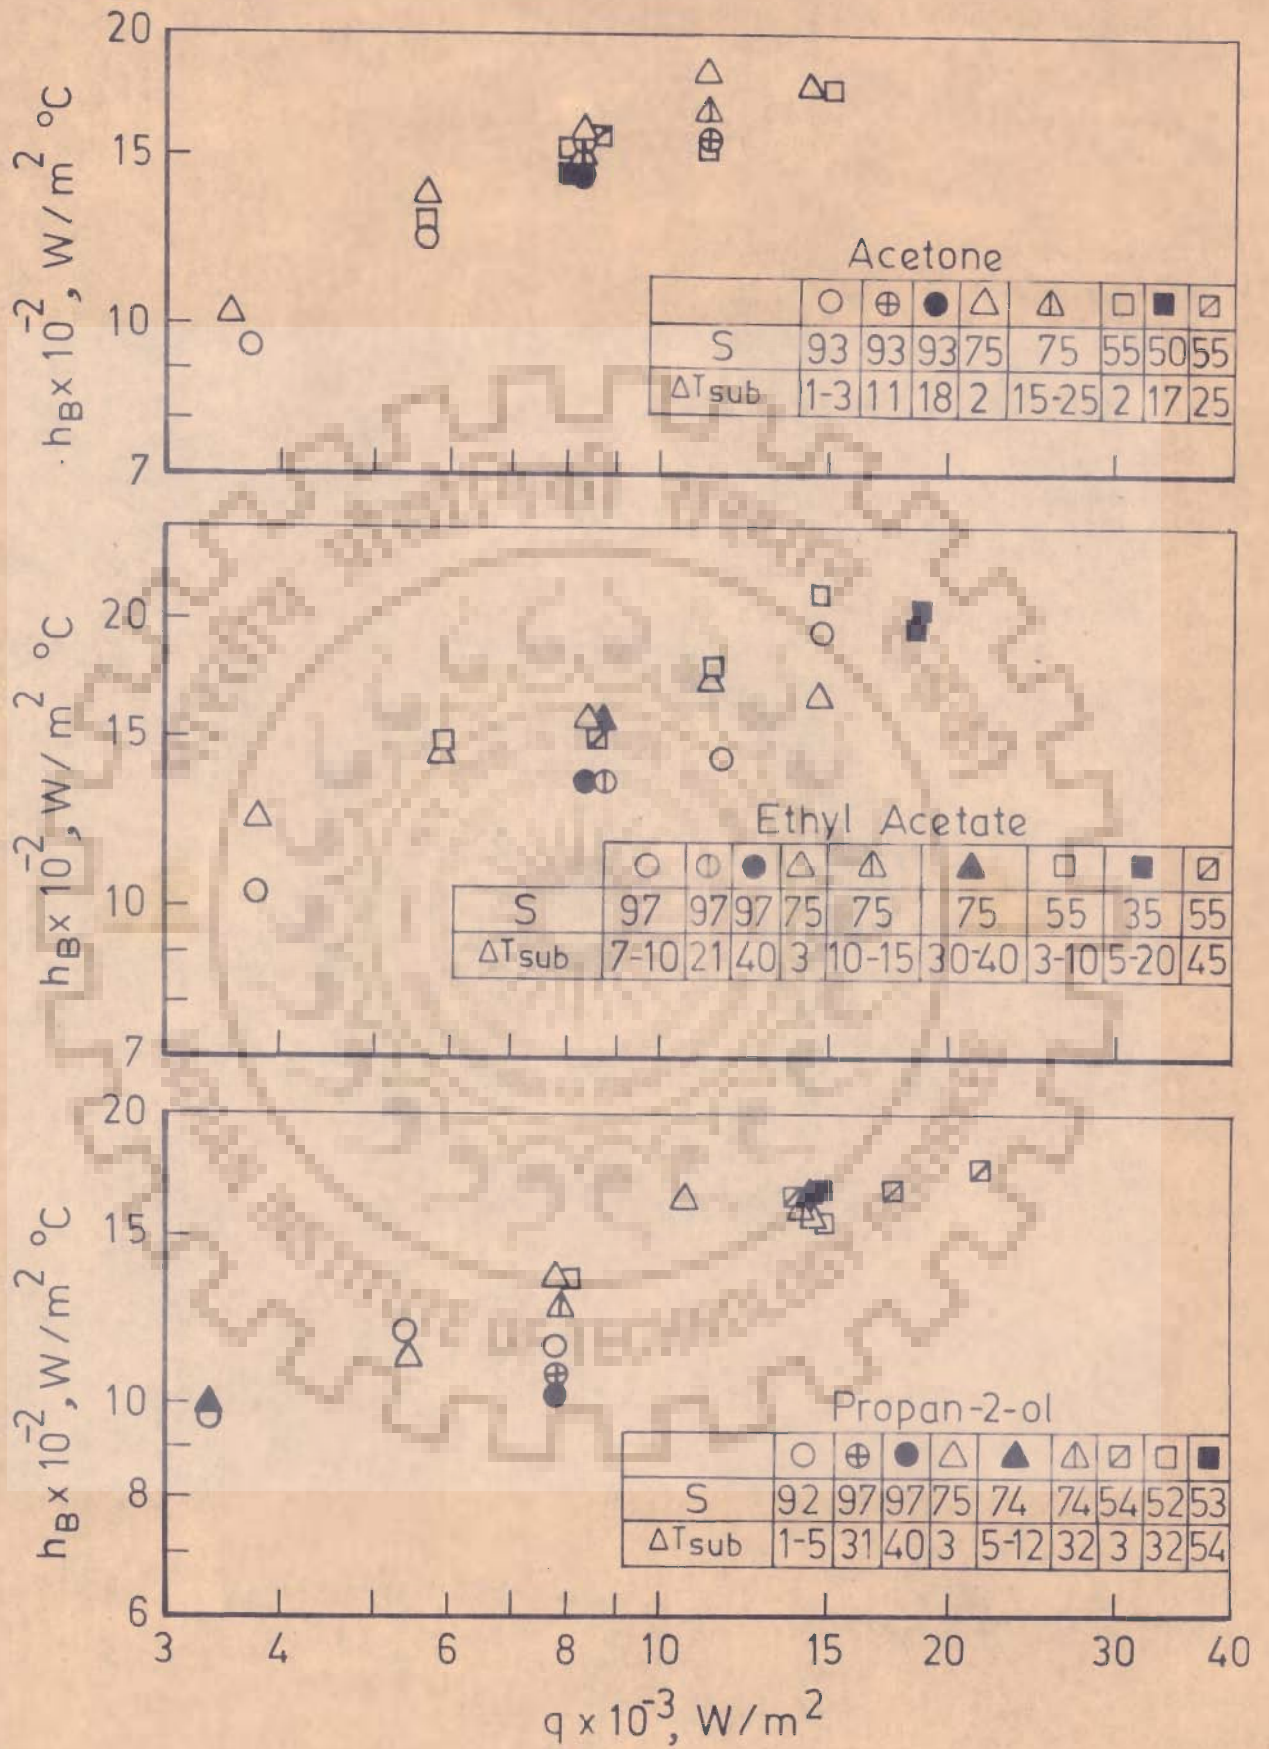 20
15
10
7
h_B x 10^-2, W/m^2 °C
Acetone
○ ⊕ ● △ ⍋ □ ■ ⍁
S 93 93 93 75 75 55 50 55
ΔTsub 1-3 11 18 2 15-25 2 17 25
20
15
10
7
h_B x 10^-2, W/m^2 °C
Ethyl Acetate
○ ⦶ ● △ ⍋ ▲ □ ■ ⍁
S 97 97 97 75 75 75 55 35 55
ΔTsub 7-10 21 40 3 10-15 30-40 3-10 5-20 45
20
15
10
8
6
h_B x 10^-2, W/m^2 °C
Propan-2-ol
○ ⊕ ● △ ▲ ⍋ ⍁ □ ■
S 92 97 97 75 74 74 54 52 53
ΔTsub 1-5 31 40 3 5-12 32 3 32 54
3 4 6 8 10 15 20 30 40
q x 10^-3, W/m^2